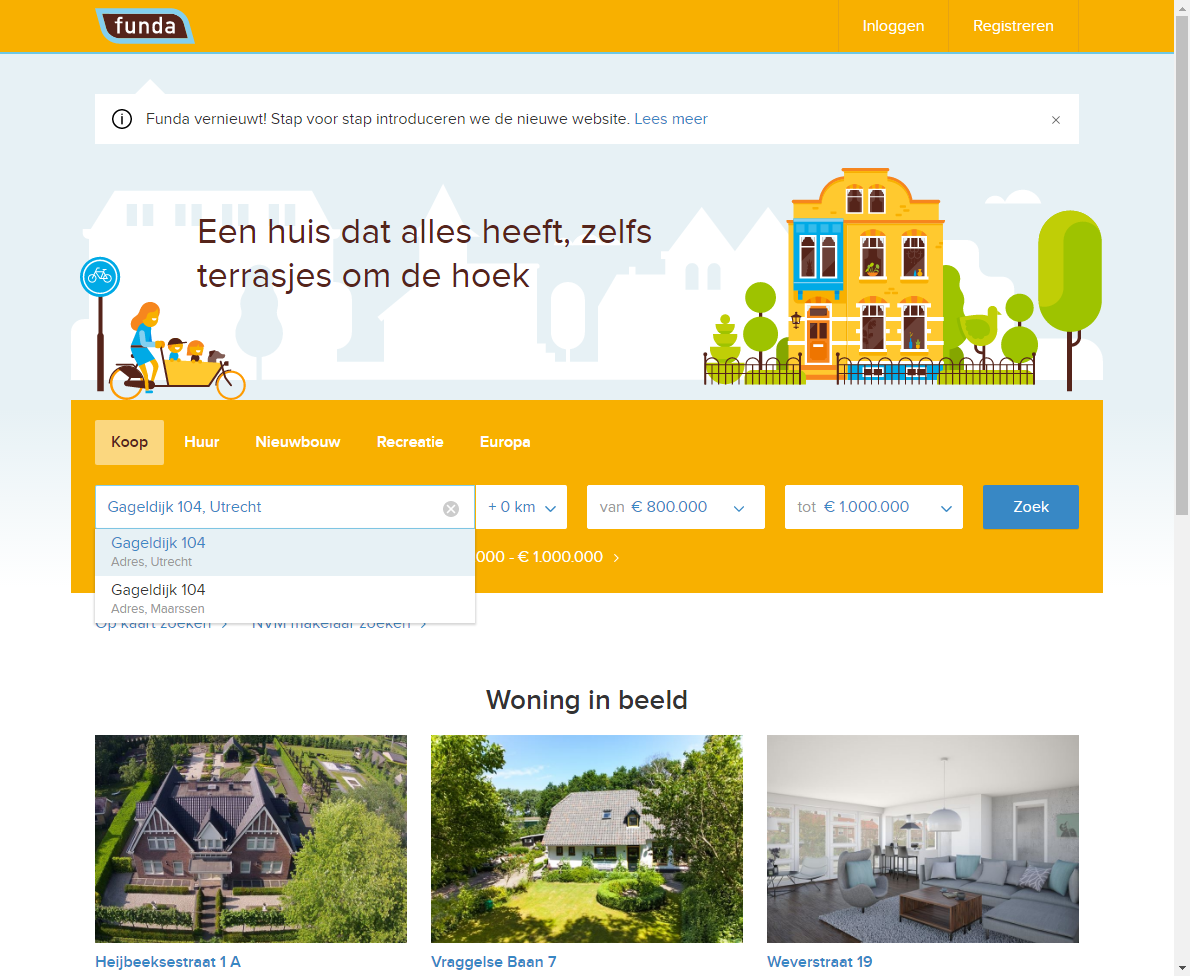 funda
Inloggen
Registreren
Funda vernieuwt! Stap voor stap introduceren we de nieuwe website. Lees meer
Een huis dat alles heeft, zelfs
terrasjes om de hoek
Koop
Huur
Nieuwbouw
Recreatie
Europa
Gageldijk 104, Utrecht
+ 0 km
van € 800.000
tot € 1.000.000
Zoek
Gageldijk 104
Adres, Utrecht
Gageldijk 104
Adres, Maarssen
000 - € 1.000.000
Op kaart zoeken
NVM makelaar zoeken
Woning in beeld
Heijbeeksestraat 1 A
Vraggelse Baan 7
Weverstraat 19